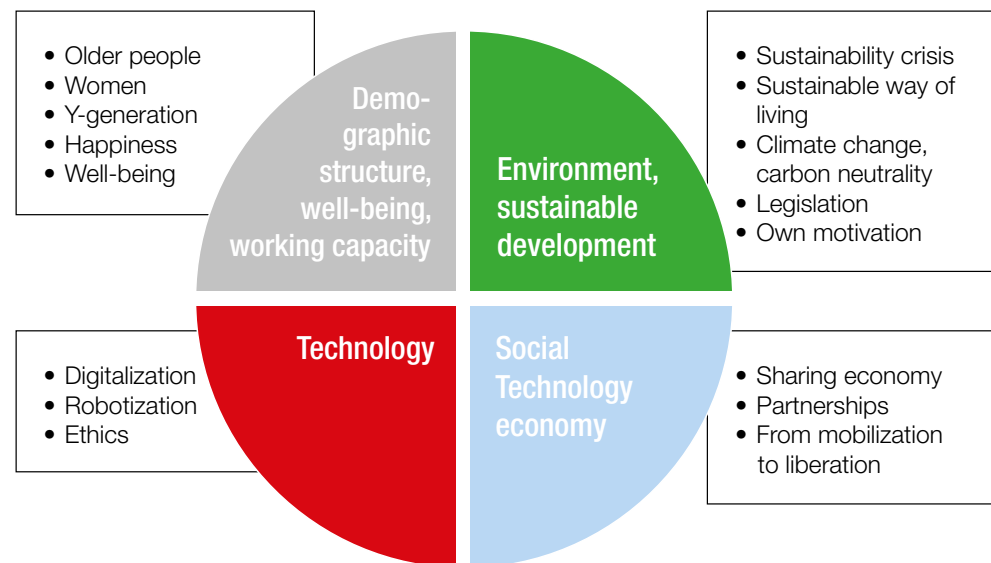 • Older people
• Women
• Y-generation
• Happiness
• Well-being
Demo-
graphic
structure,
well-being,
working capacity
Environment,
sustainable
development
• Sustainability crisis
• Sustainable way of
living
• Climate change,
carbon neutrality
• Legislation
• Own motivation
• Digitalization
• Robotization
• Ethics
Technology
Social
Technology
economy
• Sharing economy
• Partnerships
• From mobilization
to liberation